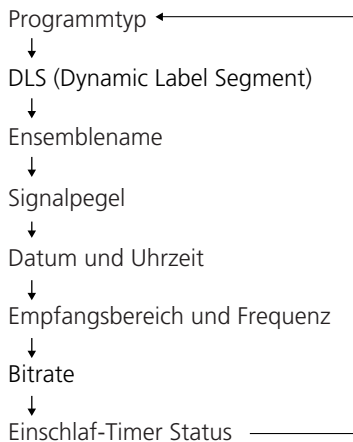 Programmtyp
DLS (Dynamic Label Segment)
Ensemblename
Signalpegel
Datum und Uhrzeit
Empfangsbereich und Frequenz
Bitrate
Einschlaf-Timer Status